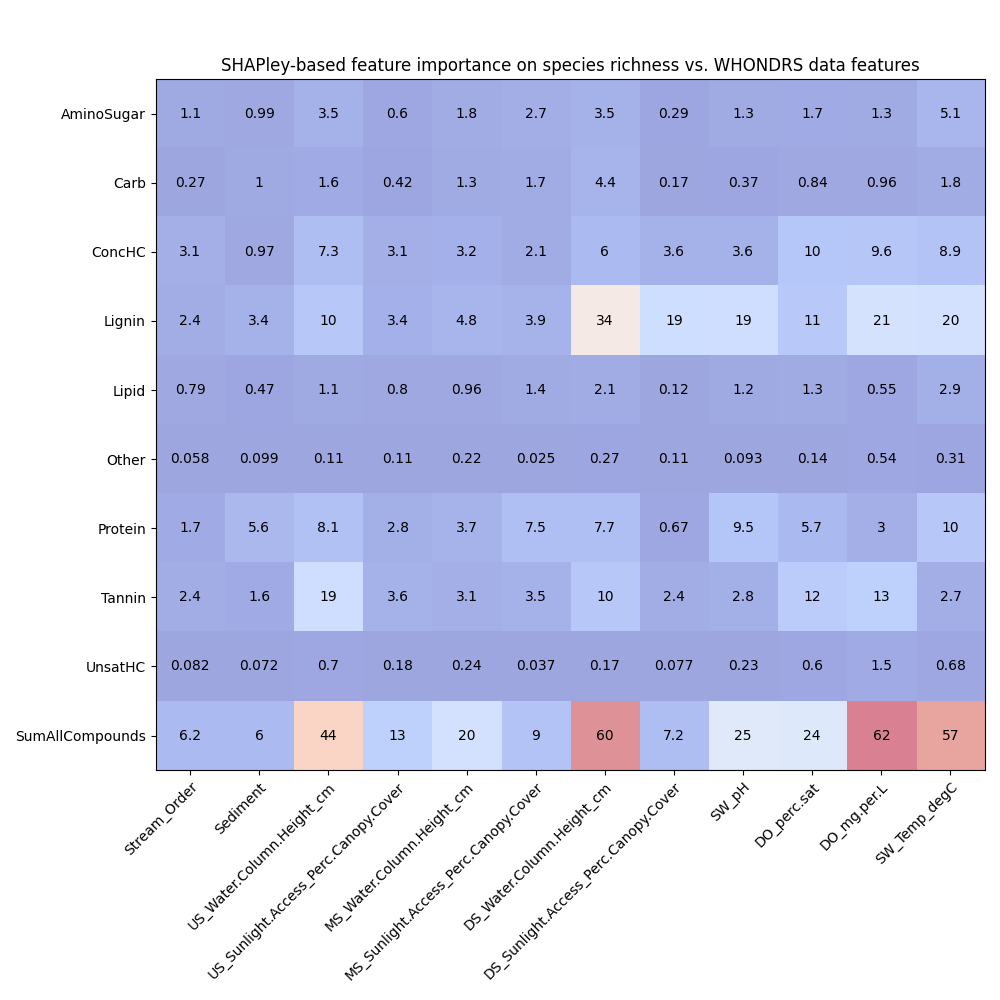 SHAPley-based feature importance on species richness vs. WHONDRS data features
AminoSugar 1.1 0.99 3.5 0.6 1.8 2.7 3.5 0.29 1.3 1.7 1.3 5.1
Carb 0.27 1 1.6 0.42 1.3 1.7 4.4 0.17 0.37 0.84 0.96 1.8
ConcHC 3.1 0.97 7.3 3.1 3.2 2.1 6 3.6 3.6 10 9.6 8.9
Lignin 2.4 3.4 10 3.4 4.8 3.9 34 19 19 11 21 20
Lipid 0.79 0.47 1.1 0.8 0.96 1.4 2.1 0.12 1.2 1.3 0.55 2.9
Other 0.058 0.099 0.11 0.11 0.22 0.025 0.27 0.11 0.093 0.14 0.54 0.31
Protein 1.7 5.6 8.1 2.8 3.7 7.5 7.7 0.67 9.5 5.7 3 10
Tannin 2.4 1.6 19 3.6 3.1 3.5 10 2.4 2.8 12 13 2.7
UnsatHC 0.082 0.072 0.7 0.18 0.24 0.037 0.17 0.077 0.23 0.6 1.5 0.68
SumAllCompounds 6.2 6 44 13 20 9 60 7.2 25 24 62 57
Stream_Order
Sediment
US_Water.Column.Height_cm
US_Sunlight.Access_Perc.Canopy.Cover
MS_Water.Column.Height_cm
MS_Sunlight.Access_Perc.Canopy.Cover
DS_Water.Column.Height_cm
DS_Sunlight.Access_Perc.Canopy.Cover
SW_pH
DO_perc.sat
DO_mg.per.L
SW_Temp_degC